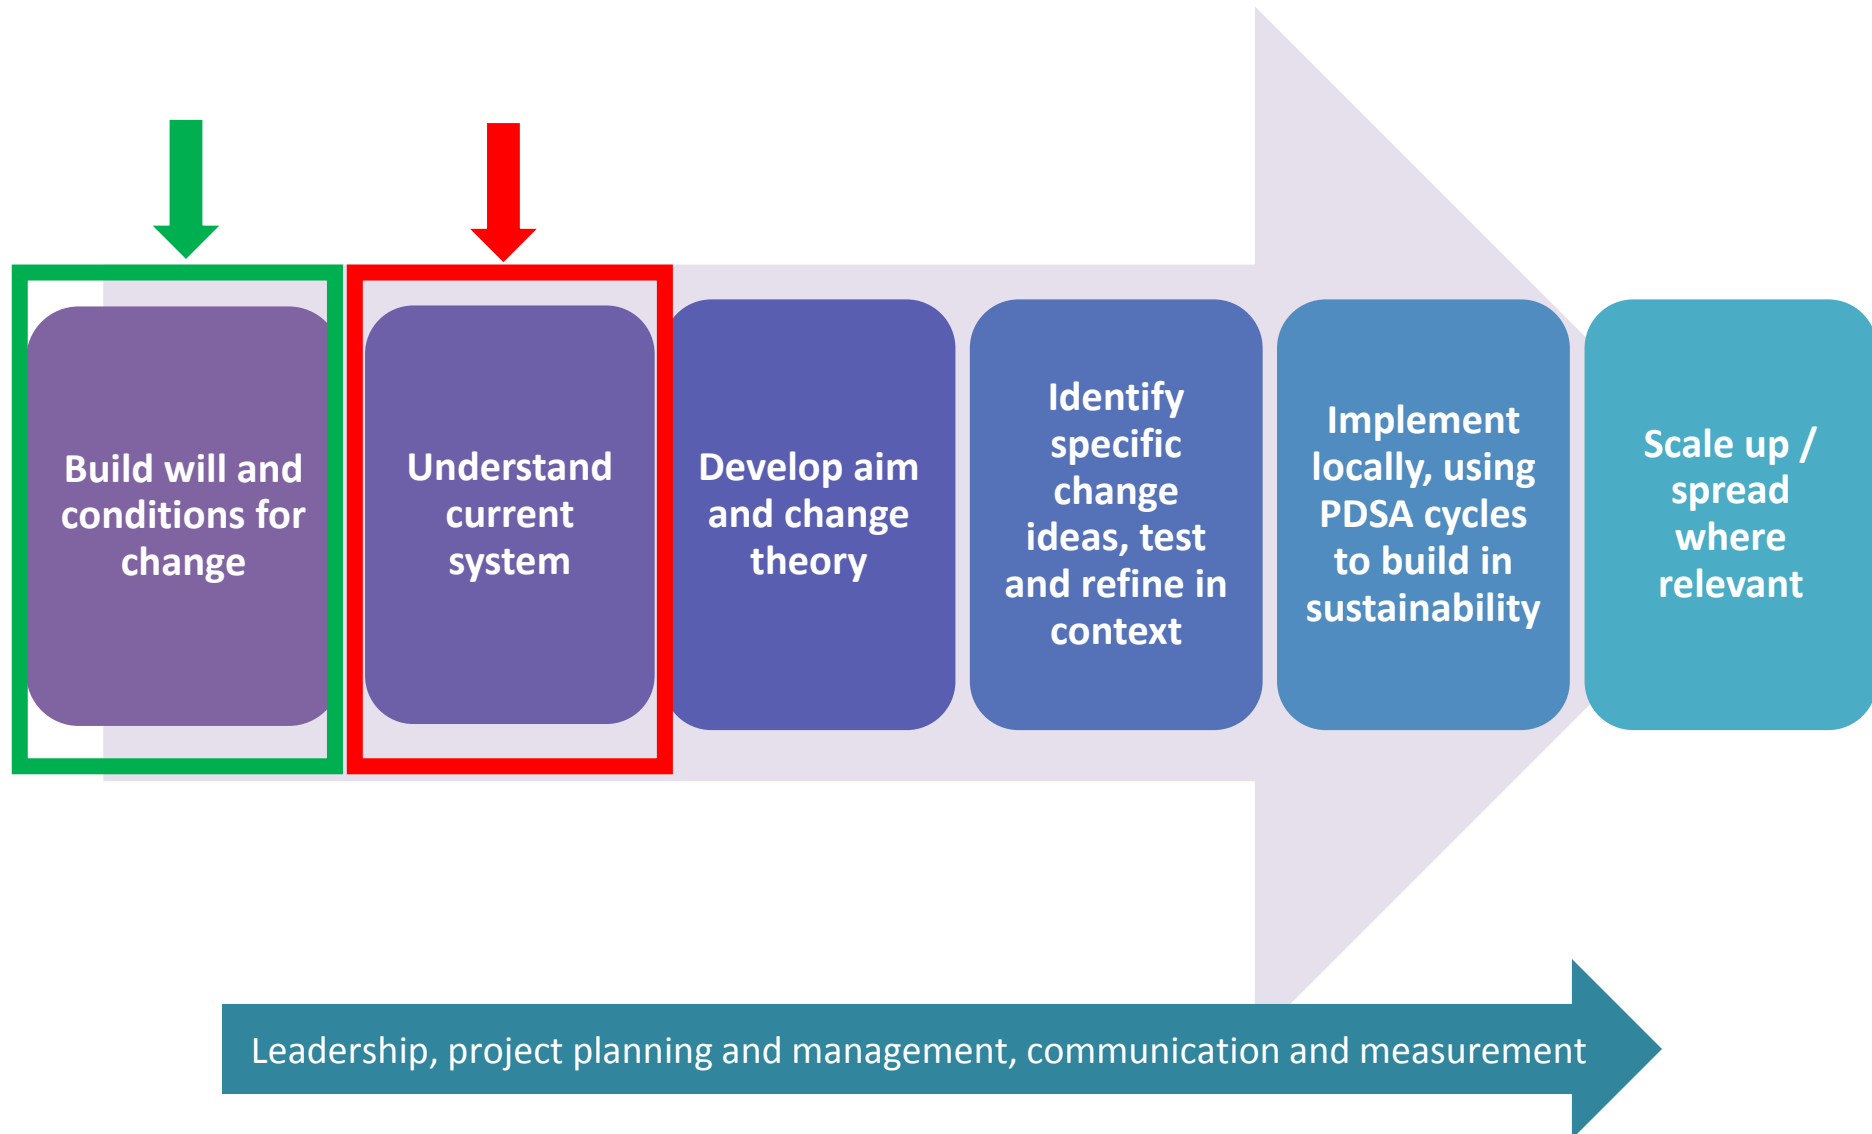 Build will and
conditions for
change
Understand
current
system
Develop aim
and change
theory
Identify
specific
change
ideas, test
and refine in
context
Implement
locally, using
PDSA cycles
to build in
sustainability
Scale up /
spread
where
relevant
Leadership, project planning and management, communication and measurement